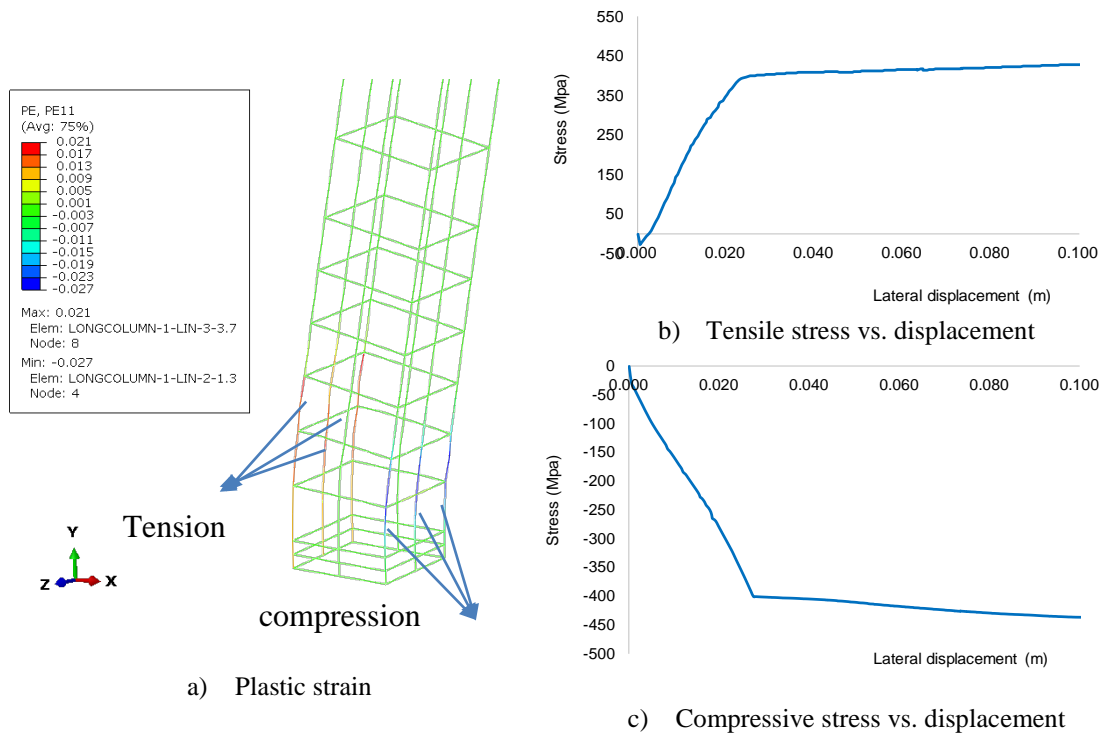 PE, PE11
(Avg: 75%)
0.021
0.017
0.013
0.009
0.005
0.001
-0.003
-0.007
-0.011
-0.015
-0.019
-0.023
-0.027
Max: 0.021
Elem: LONGCOLUMN-1-LIN-3-3.7
Node: 8
Min: -0.027
Elem: LONGCOLUMN-1-LIN-2-1.3
Node: 4
Tension
compression
Y
Z
X
a) Plastic strain
550
450
350
250
150
50
-50
Stress (Mpa)
0.000 0.020 0.040 0.060 0.080 0.100
Lateral displacement (m)
b) Tensile stress vs. displacement
0
-50
-100
-150
-200
-250
-300
-350
-400
-450
-500
Stress (Mpa)
0.000 0.020 0.040 0.060 0.080 0.100
Lateral displacement (m)
c) Compressive stress vs. displacement